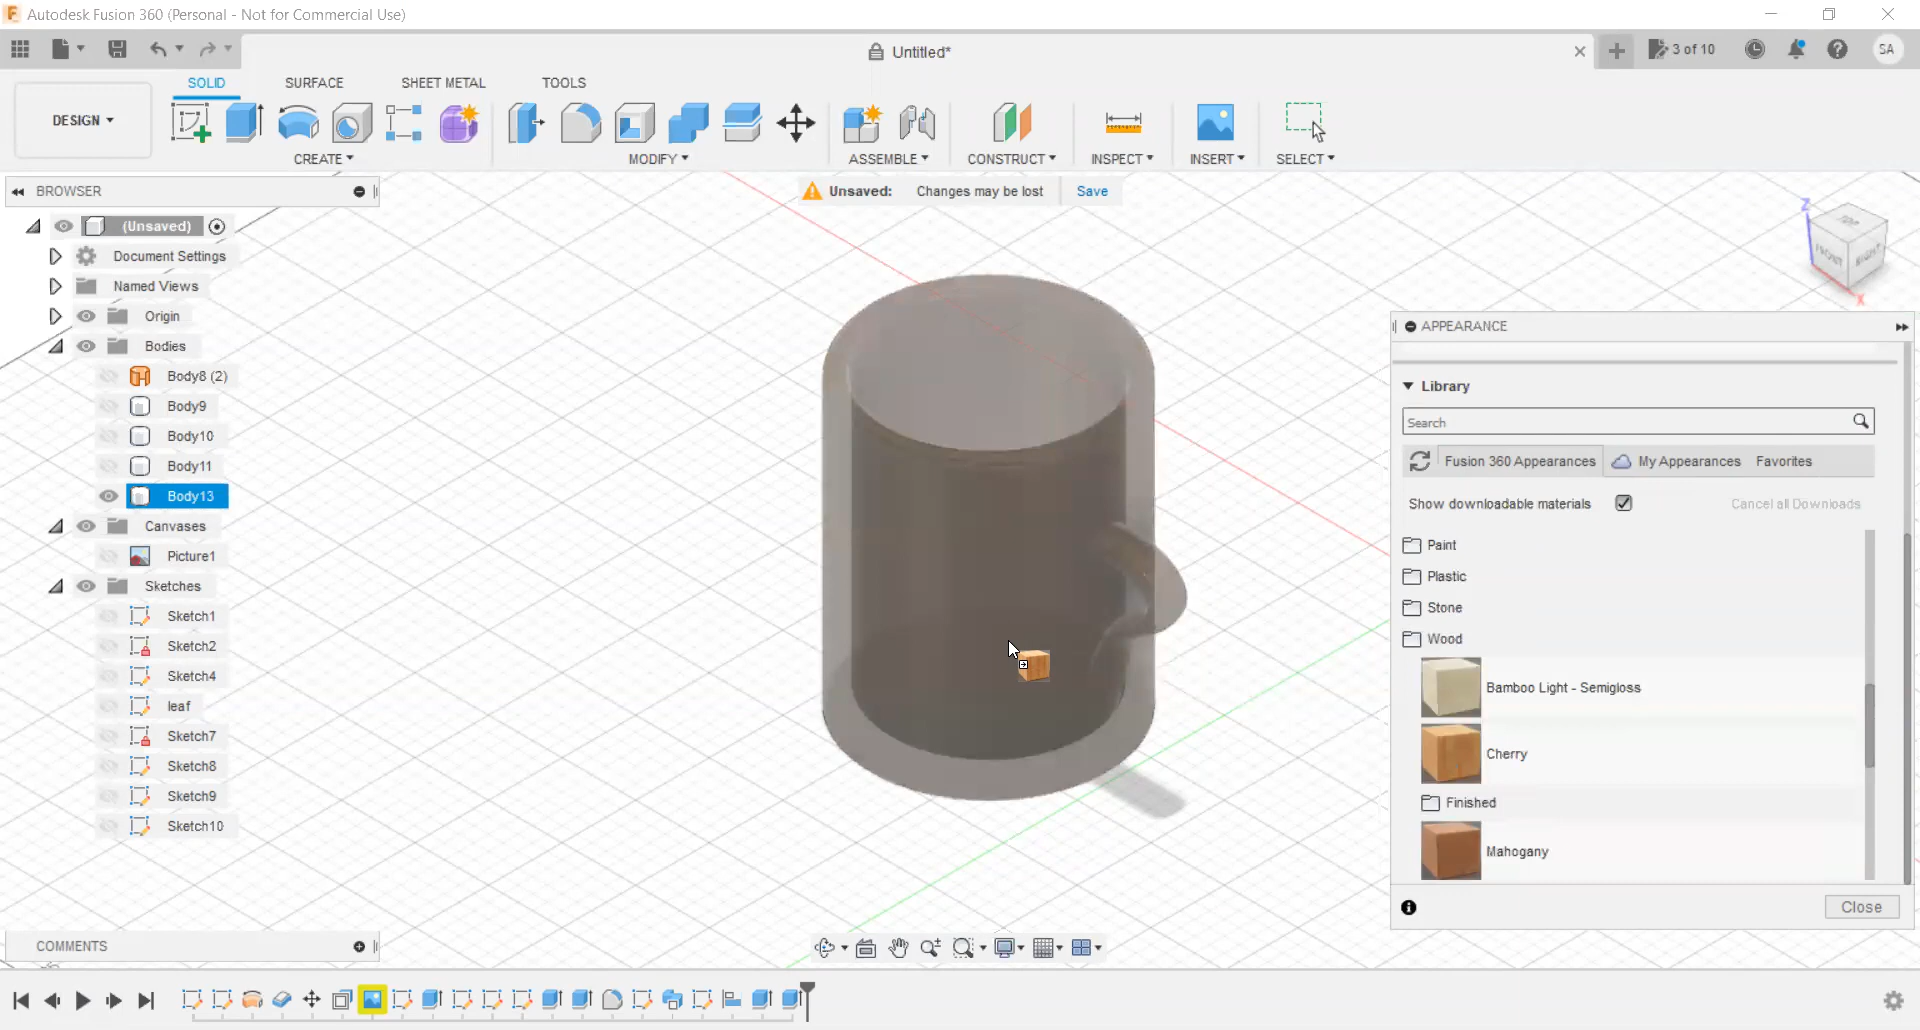 Autodesk Fusion 360 (Personal - Not for Commercial Use)
Untitled*
3 of 10
SA
DESIGN
SOLID
SURFACE
SHEET METAL
TOOLS
CREATE
MODIFY
ASSEMBLE
CONSTRUCT
INSPECT
INSERT
SELECT
BROWSER
Unsaved: Changes may be lost Save
(Unsaved)
Document Settings
Named Views
Origin
Bodies
Body8 (2)
Body9
Body10
Body11
Body13
Canvases
Picture1
Sketches
Sketch1
Sketch2
Sketch4
leaf
Sketch7
Sketch8
Sketch9
Sketch10
COMMENTS
Z
TOP
FRONT
RIGHT
X
APPEARANCE
Library
Search
Fusion 360 Appearances My Appearances Favorites
Show downloadable materials Cancel all Downloads
Paint
Plastic
Stone
Wood
Bamboo Light - Semigloss
Cherry
Finished
Mahogany
Close